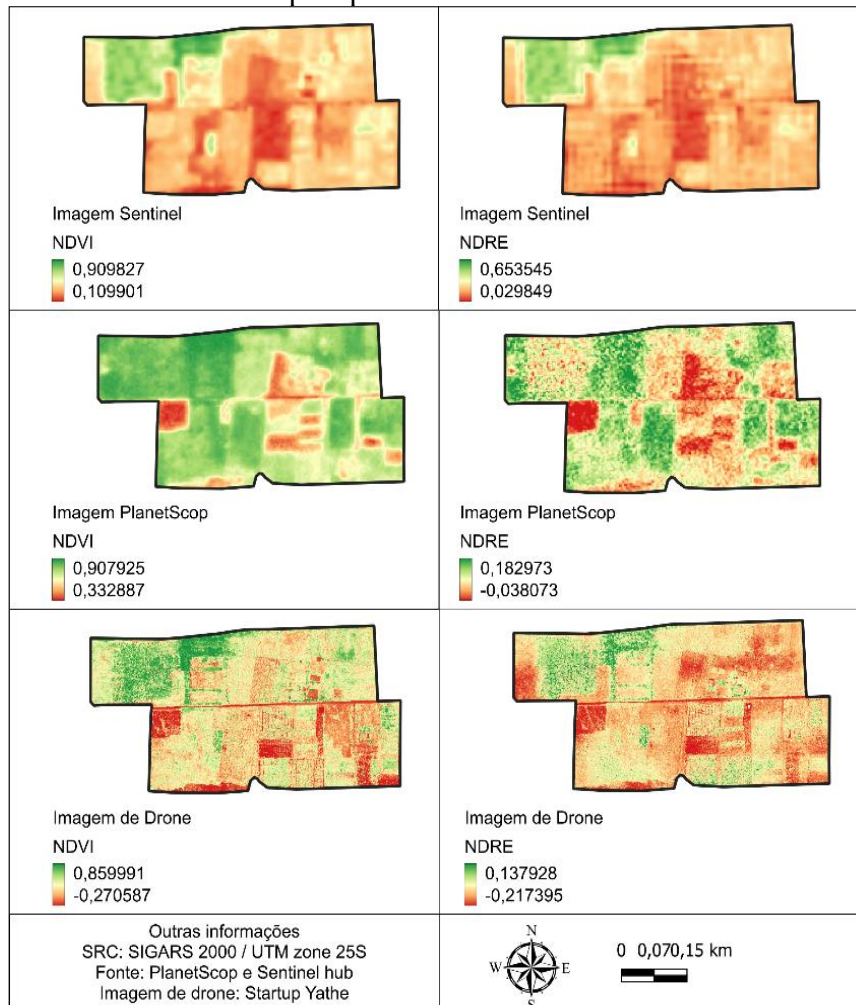 Imagem Sentinel
NDVI
0,909827
0,109901
Imagem Sentinel
NDRE
0,653545
0,029849
Imagem PlanetScop
NDVI
0,907925
0,332887
Imagem PlanetScop
NDRE
0,182973
-0,038073
Imagem de Drone
NDVI
0,859991
-0,270587
Imagem de Drone
NDRE
0,137928
-0,217395
Outras informações
SRC: SIGARS 2000 / UTM zone 25S
Fonte: PlanetScop e Sentinel hub
Imagem de drone: Startup Yathe
N
W E
S
0 0,070,15 km